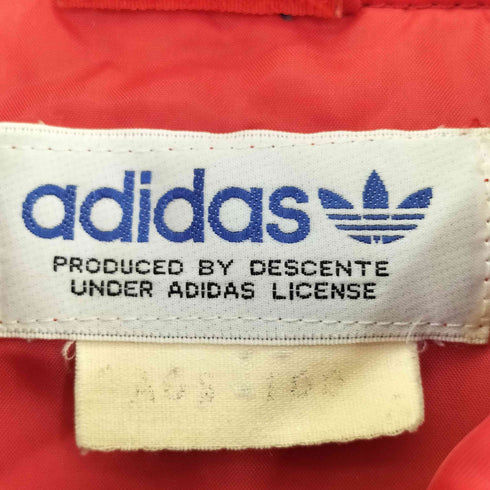 adidas
PRODUCED BY DESCENTE
UNDER ADIDAS LICENSE